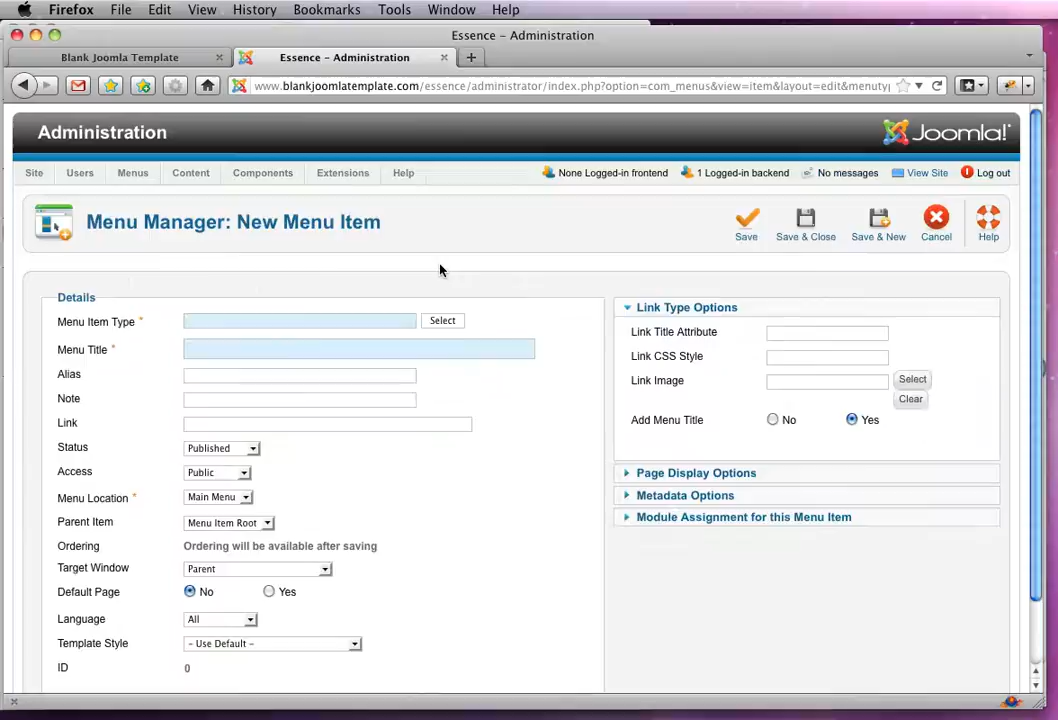 Firefox File Edit View History Bookmarks Tools Window Help
Essence – Administration
Blank Joomla Template × Essence – Administration × +
www.blankjoomlatemplate.com/essence/administrator/index.php?option=com_menus&view=item&layout=edit&menuty
Administration Joomla!
Site Users Menus Content Components Extensions Help None Logged-in frontend 1 Logged-in backend No messages View Site Log out
Menu Manager: New Menu Item
Save Save & Close Save & New Cancel Help
Details
Menu Item Type * Select
Menu Title *
Alias
Note
Link
Status Published
Access Public
Menu Location * Main Menu
Parent Item Menu Item Root
Ordering Ordering will be available after saving
Target Window Parent
Default Page No Yes
Language All
Template Style – Use Default –
ID 0
Link Type Options
Link Title Attribute
Link CSS Style
Link Image Select
Clear
Add Menu Title No Yes
Page Display Options
Metadata Options
Module Assignment for this Menu Item